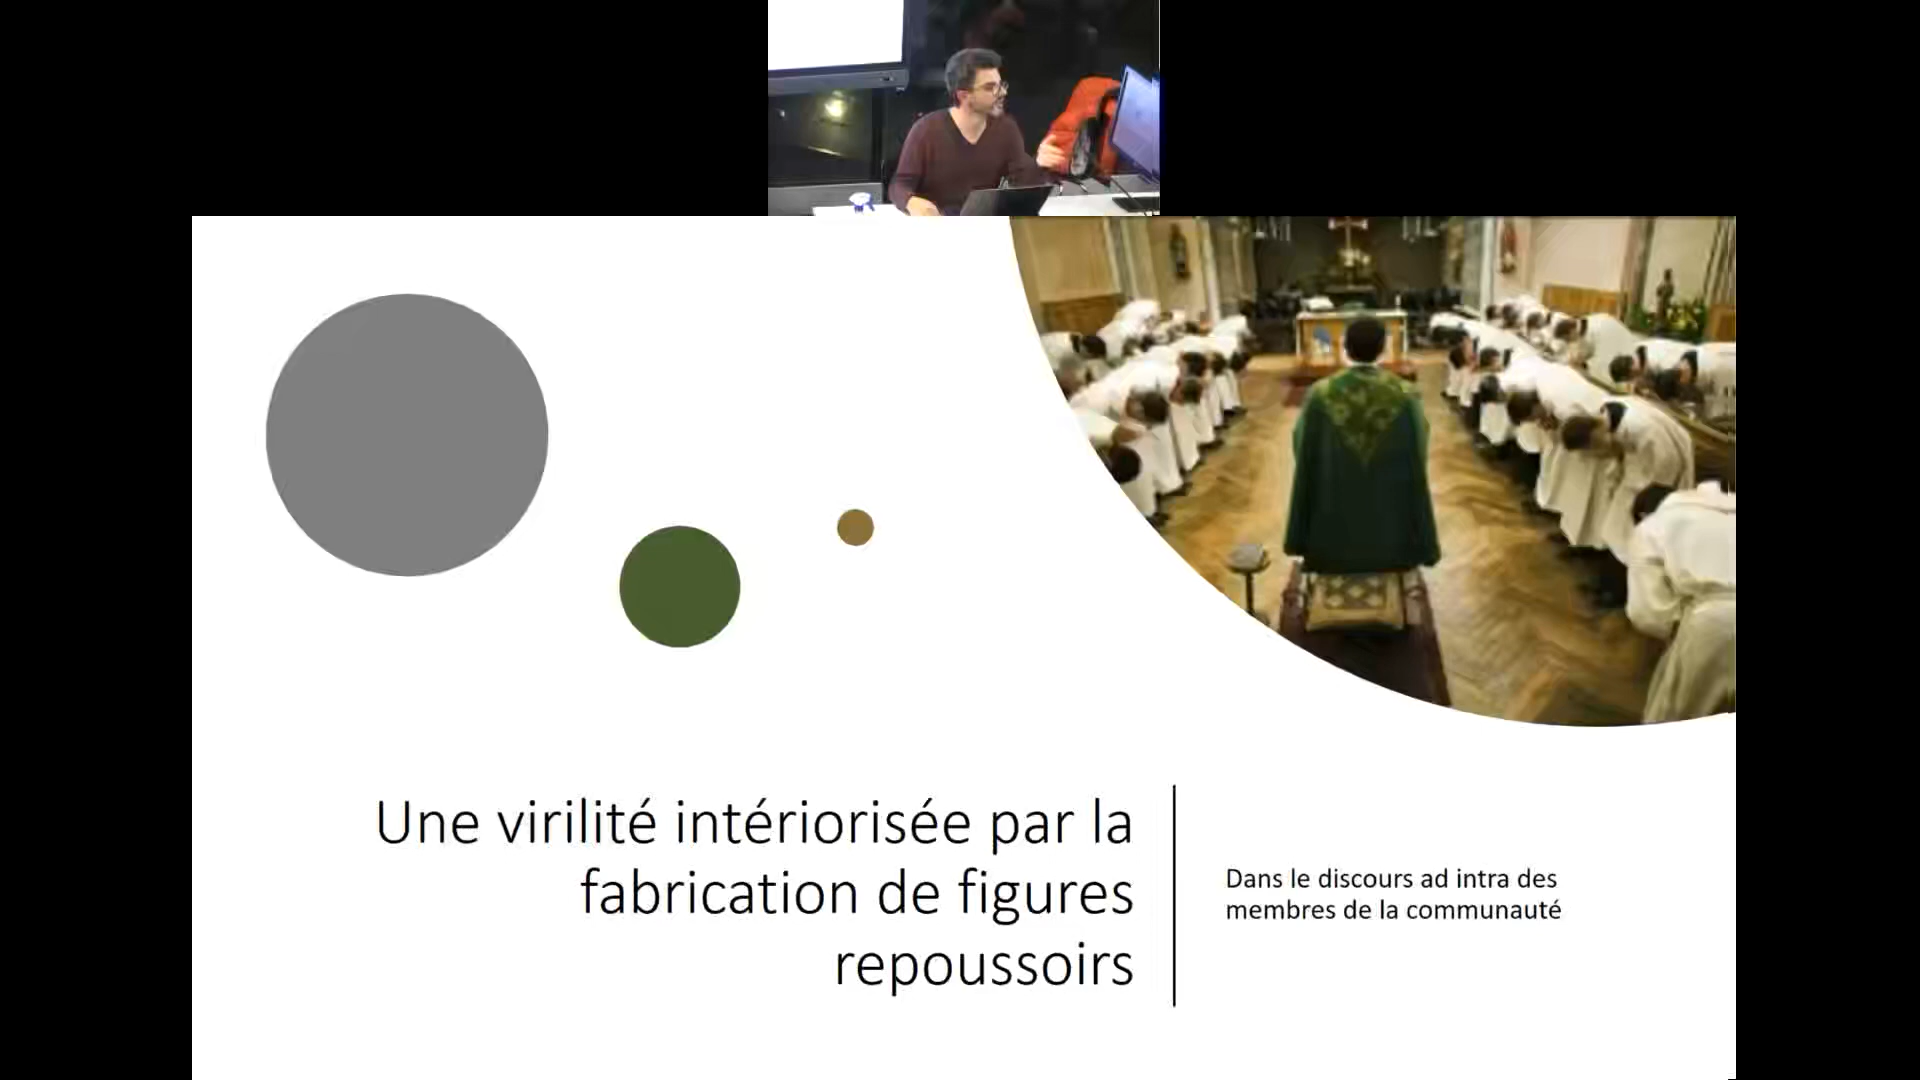 Une virilité intériorisée par la
fabrication de figures
repoussoirs
Dans le discours ad intra des
membres de la communauté